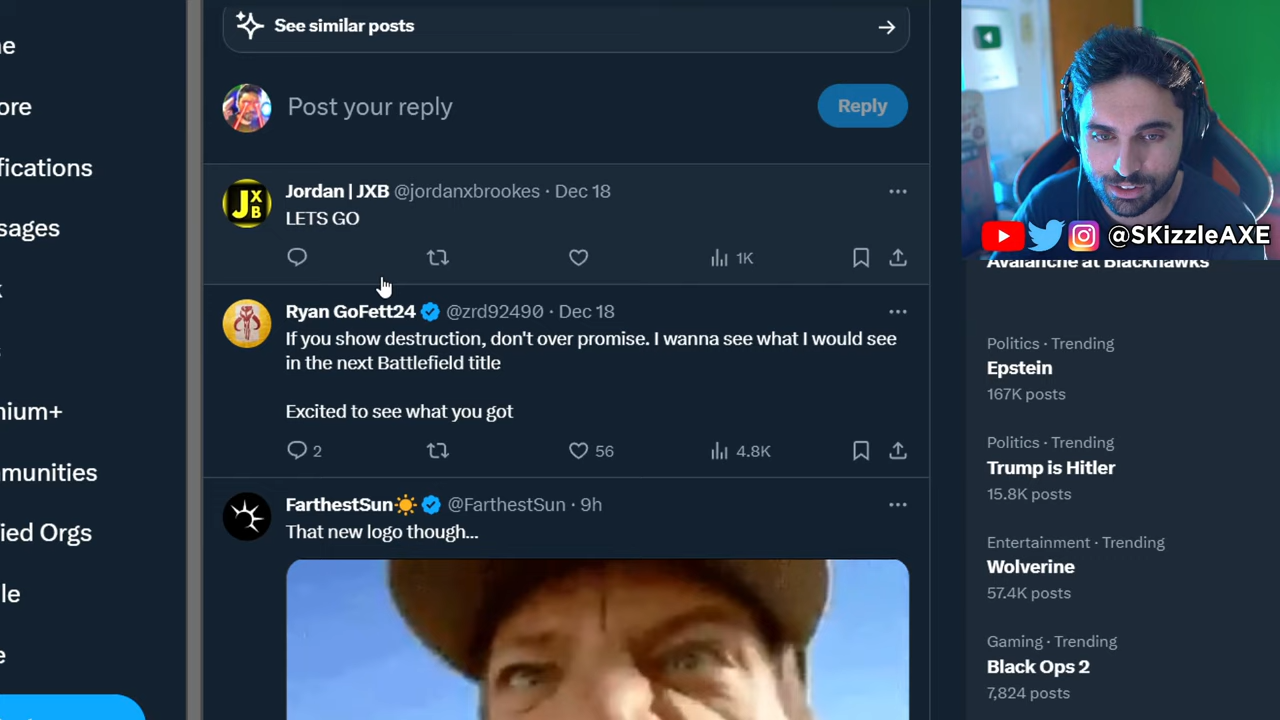 ne
ore
fications
sages
k
s
nium+
munities
ied Orgs
le
e
See similar posts
Post your reply
Reply
JXB
Jordan | JXB @jordanxbrookes · Dec 18
LETS GO
1K
Ryan GoFett24 @zrd92490 · Dec 18
If you show destruction, don't over promise. I wanna see what I would see
in the next Battlefield title
Excited to see what you got
2 56 4.8K
FarthestSun @FarthestSun · 9h
That new logo though...
@SKizzleAXE
Avalanche at Blackhawks
Politics · Trending
Epstein
167K posts
Politics · Trending
Trump is Hitler
15.8K posts
Entertainment · Trending
Wolverine
57.4K posts
Gaming · Trending
Black Ops 2
7,824 posts